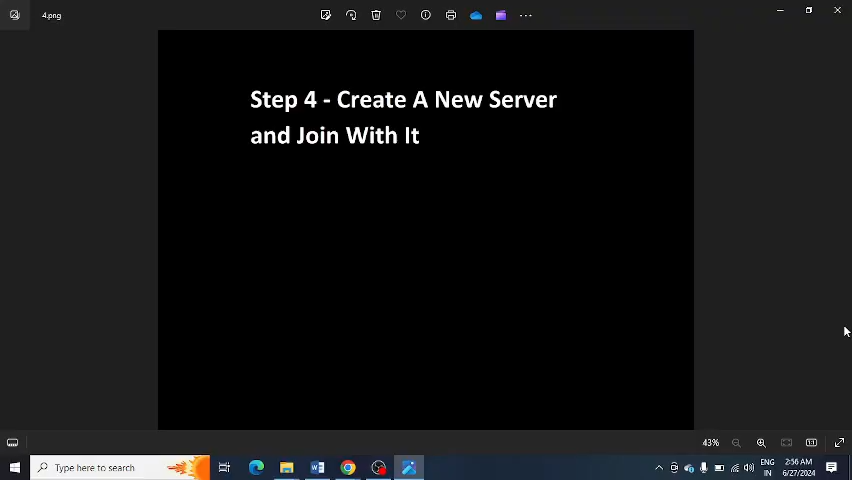 4.png
Step 4 - Create A New Server
and Join With It
43%
Type here to search
ENG
IN
2:56 AM
6/27/2024